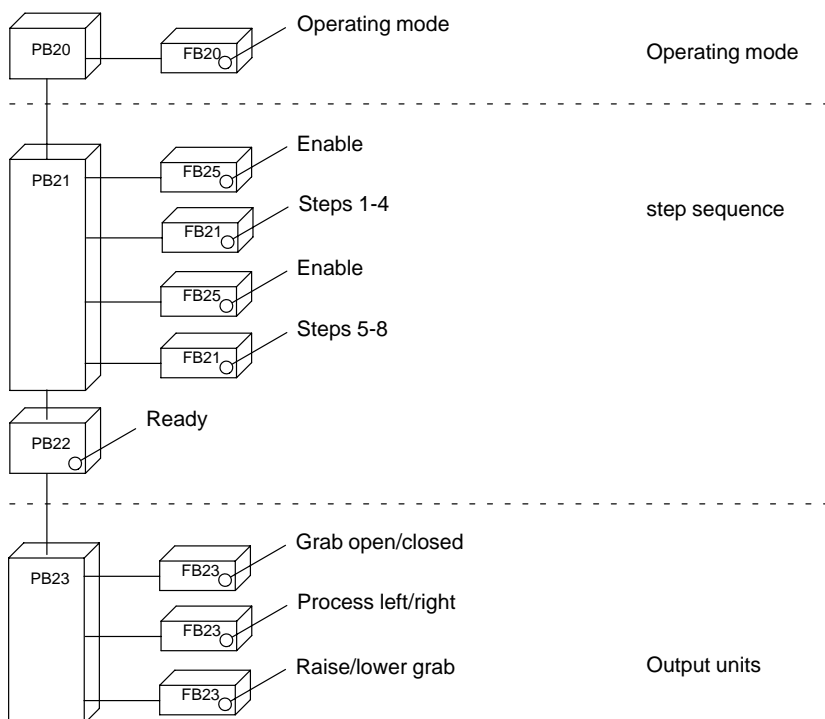 Operating mode
PB20
FB20
Operating mode
Enable
PB21
FB25
Steps 1-4
step sequence
FB21
Enable
FB25
Steps 5-8
FB21
Ready
PB22
Grab open/closed
PB23
FB23
Process left/right
FB23
Raise/lower grab
Output units
FB23